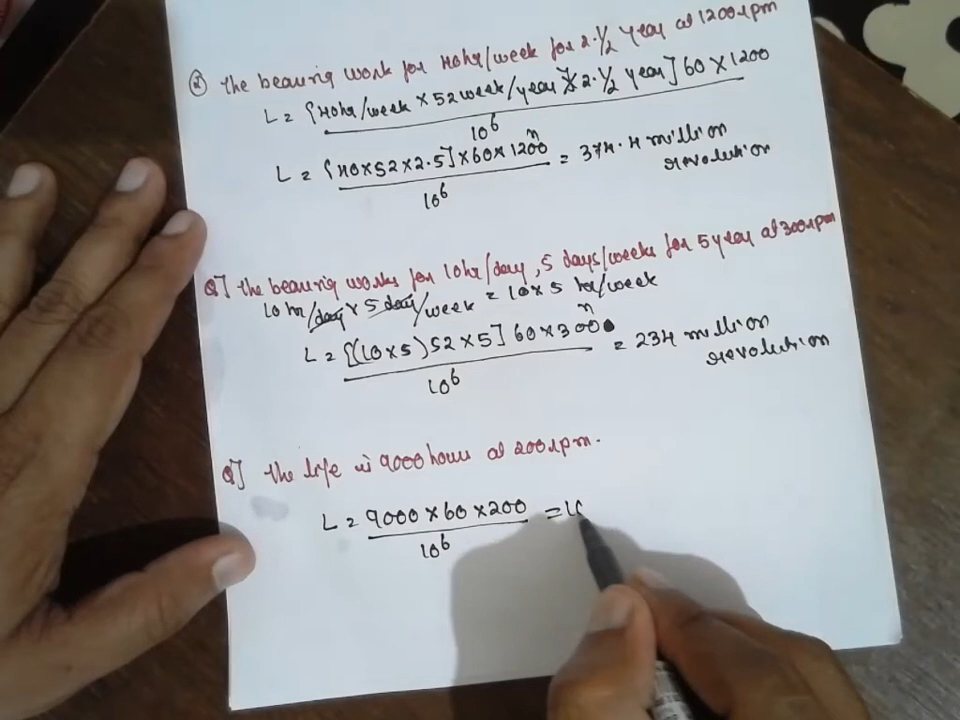 Q] the bearing work for 40hr/week for 2.1/2 year at 1200rpm
L = {40hr/week × 52week/year × 2.1/2 year] 60 × 1200
10^6
L = {40×52×2.5]×60×1200 n = 374.4 million revolution
10^6
Q] the bearing works for 10hr/day, 5 days/weeks for 5year at 300rpm
10 hr/day × 5 day/week = 10×5 hr/week
L = {(10×5)52×5] 60×300 n = 234 million revolution
10^6
Q] the life is 9000 hours at 200rpm.
L = 9000×60×200 = 10
10^6